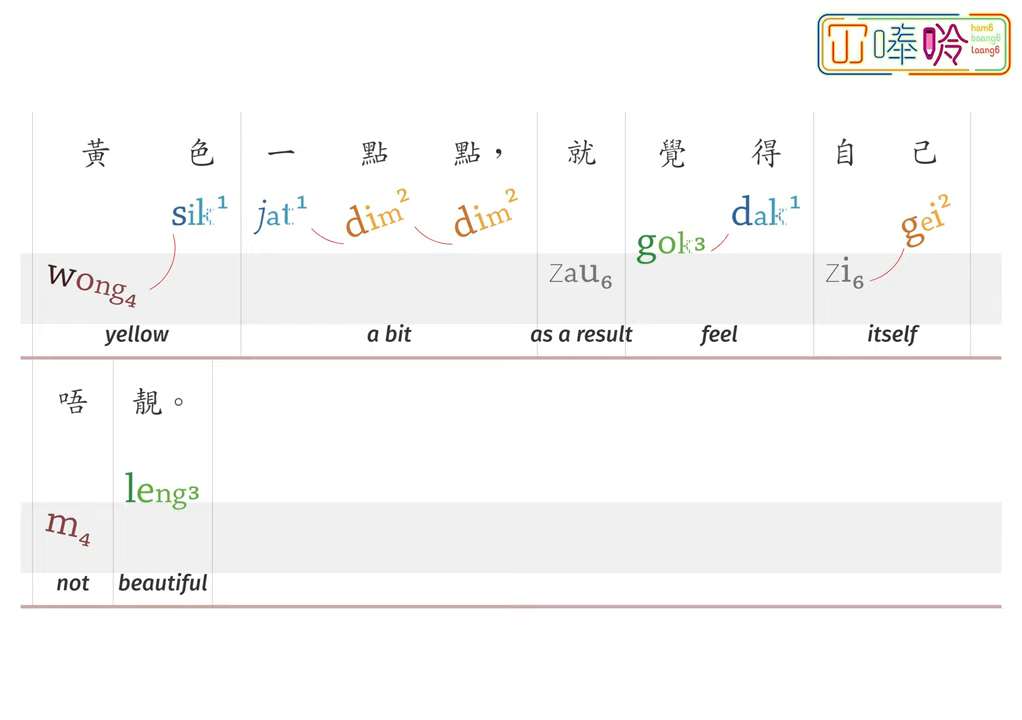 冚唪唥
ham6
baang6
laang6
黃色 一點點, 就 覺得 自己
wong4 sik1 jat1 dim2 dim2 zau6 gok3 dak1 zi6 gei2
yellow a bit as a result feel itself
唔 靚。
m4 leng3
not beautiful